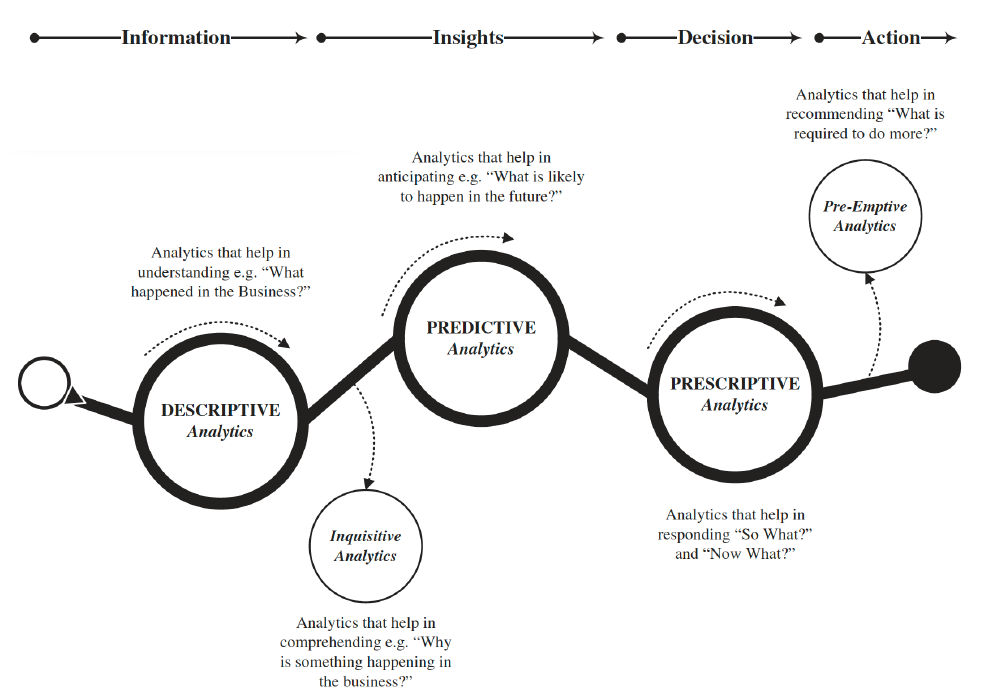 Information
Insights
Decision
Action
Analytics that help in
recommending “What is
required to do more?”
Pre-Emptive
Analytics
Analytics that help in
anticipating e.g. “What is likely
to happen in the future?”
PREDICTIVE
Analytics
Analytics that help in
understanding e.g. “What
happened in the Business?”
DESCRIPTIVE
Analytics
PRESCRIPTIVE
Analytics
Analytics that help in
responding “So What?”
and “Now What?”
Inquisitive
Analytics
Analytics that help in
comprehending e.g. “Why
is something happening in
the business?”